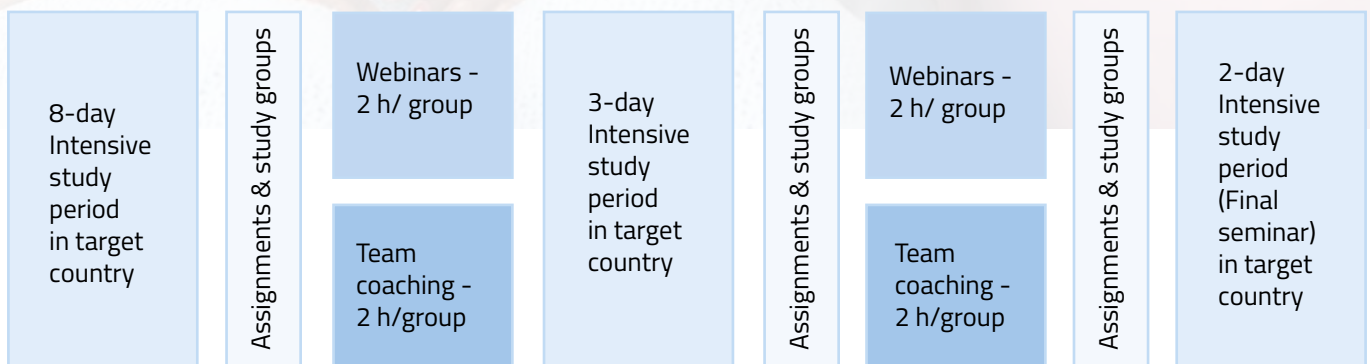 8-day
Intensive
study
period
in target
country
Assignments & study groups
Webinars -
2 h/ group
Team
coaching -
2 h/group
3-day
Intensive
study
period
in target
country
Assignments & study groups
Webinars -
2 h/ group
Team
coaching -
2 h/group
Assignments & study groups
2-day
Intensive
study
period
(Final
seminar)
in target
country